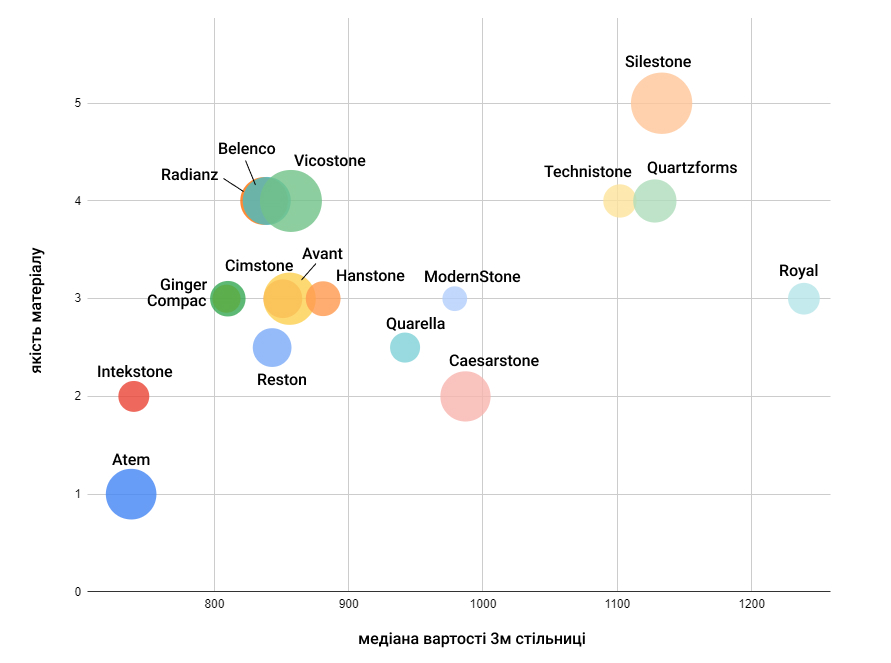 Silestone
5
Belenco
Vicostone
Radianz
Technistone
Quartzforms
4
Avant
Cimstone
Hanstone
ModernStone
Royal
Ginger
Compac
3
Quarella
Reston
Caesarstone
Intekstone
2
Atem
1
0
800
900
1000
1100
1200
якість матеріалу
медіана вартості 3м стільниці